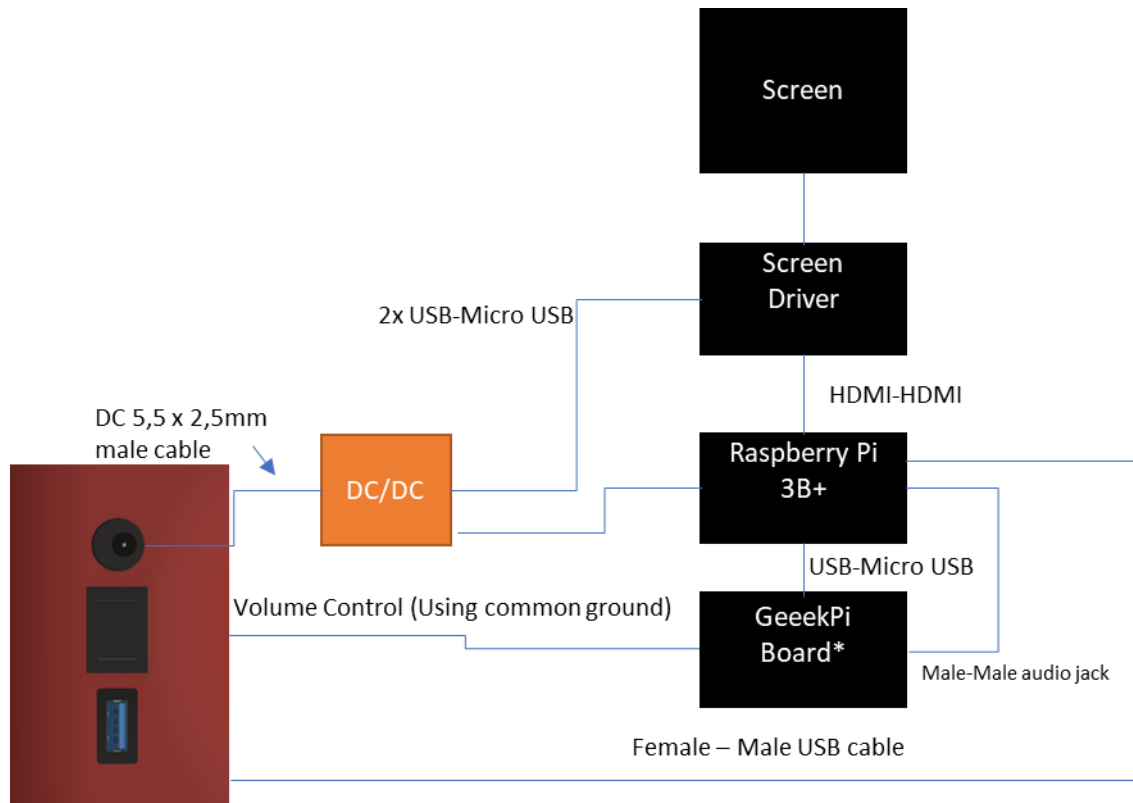 Screen
Screen
Driver
2x USB-Micro USB
HDMI-HDMI
DC 5,5 x 2,5mm
male cable
DC/DC
Raspberry Pi
3B+
USB-Micro USB
Volume Control (Using common ground)
GeeekPi
Board*
Male-Male audio jack
Female – Male USB cable